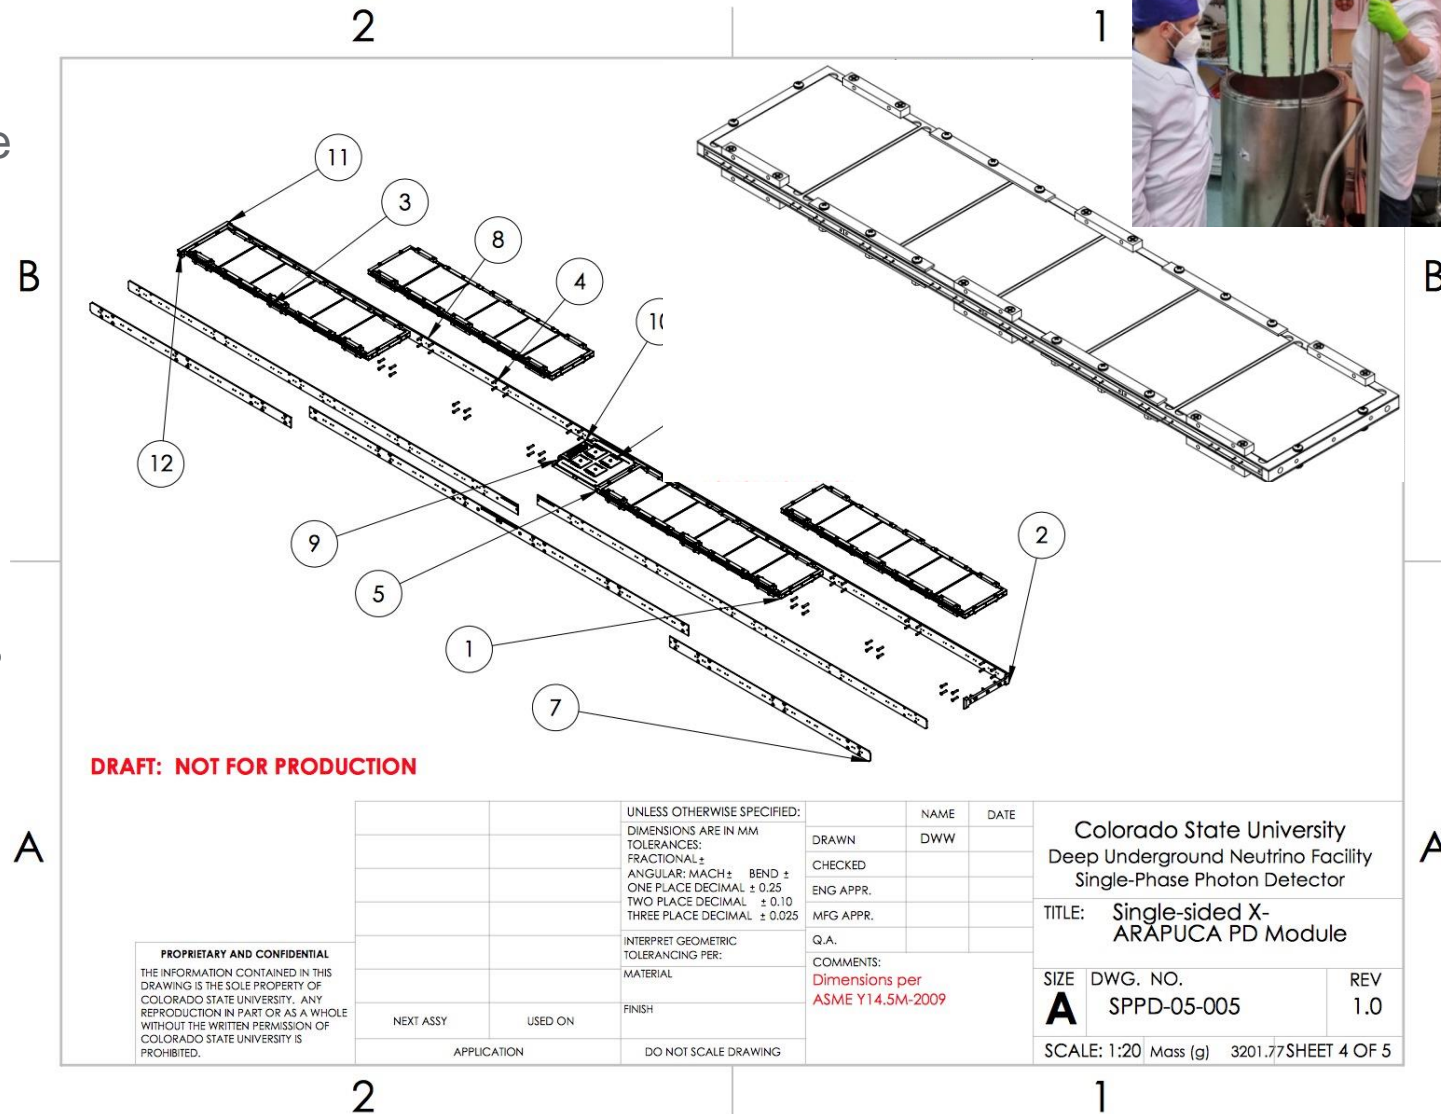 2
1
e
11
3
8
4
10
B
B
12
9
5
1
2
7
DRAFT: NOT FOR PRODUCTION
A
A
PROPRIETARY AND CONFIDENTIAL
THE INFORMATION CONTAINED IN THIS
DRAWING IS THE SOLE PROPERTY OF
COLORADO STATE UNIVERSITY. ANY
REPRODUCTION IN PART OR AS A WHOLE
WITHOUT THE WRITTEN PERMISSION OF
COLORADO STATE UNIVERSITY IS
PROHIBITED.
NEXT ASSY
USED ON
APPLICATION
UNLESS OTHERWISE SPECIFIED:
DIMENSIONS ARE IN MM
TOLERANCES:
FRACTIONAL ±
ANGULAR: MACH ± BEND ±
ONE PLACE DECIMAL ± 0.25
TWO PLACE DECIMAL ± 0.10
THREE PLACE DECIMAL ± 0.025
INTERPRET GEOMETRIC
TOLERANCING PER:
MATERIAL
FINISH
DO NOT SCALE DRAWING
NAME DATE
DRAWN DWW
CHECKED
ENG APPR.
MFG APPR.
Q.A.
COMMENTS:
Dimensions per
ASME Y14.5M-2009
Colorado State University
Deep Underground Neutrino Facility
Single-Phase Photon Detector
TITLE: Single-sided X-
ARAPUCA PD Module
SIZE DWG. NO. REV
A SPPD-05-005 1.0
SCALE: 1:20 Mass (g) 3201.77 SHEET 4 OF 5
2
1